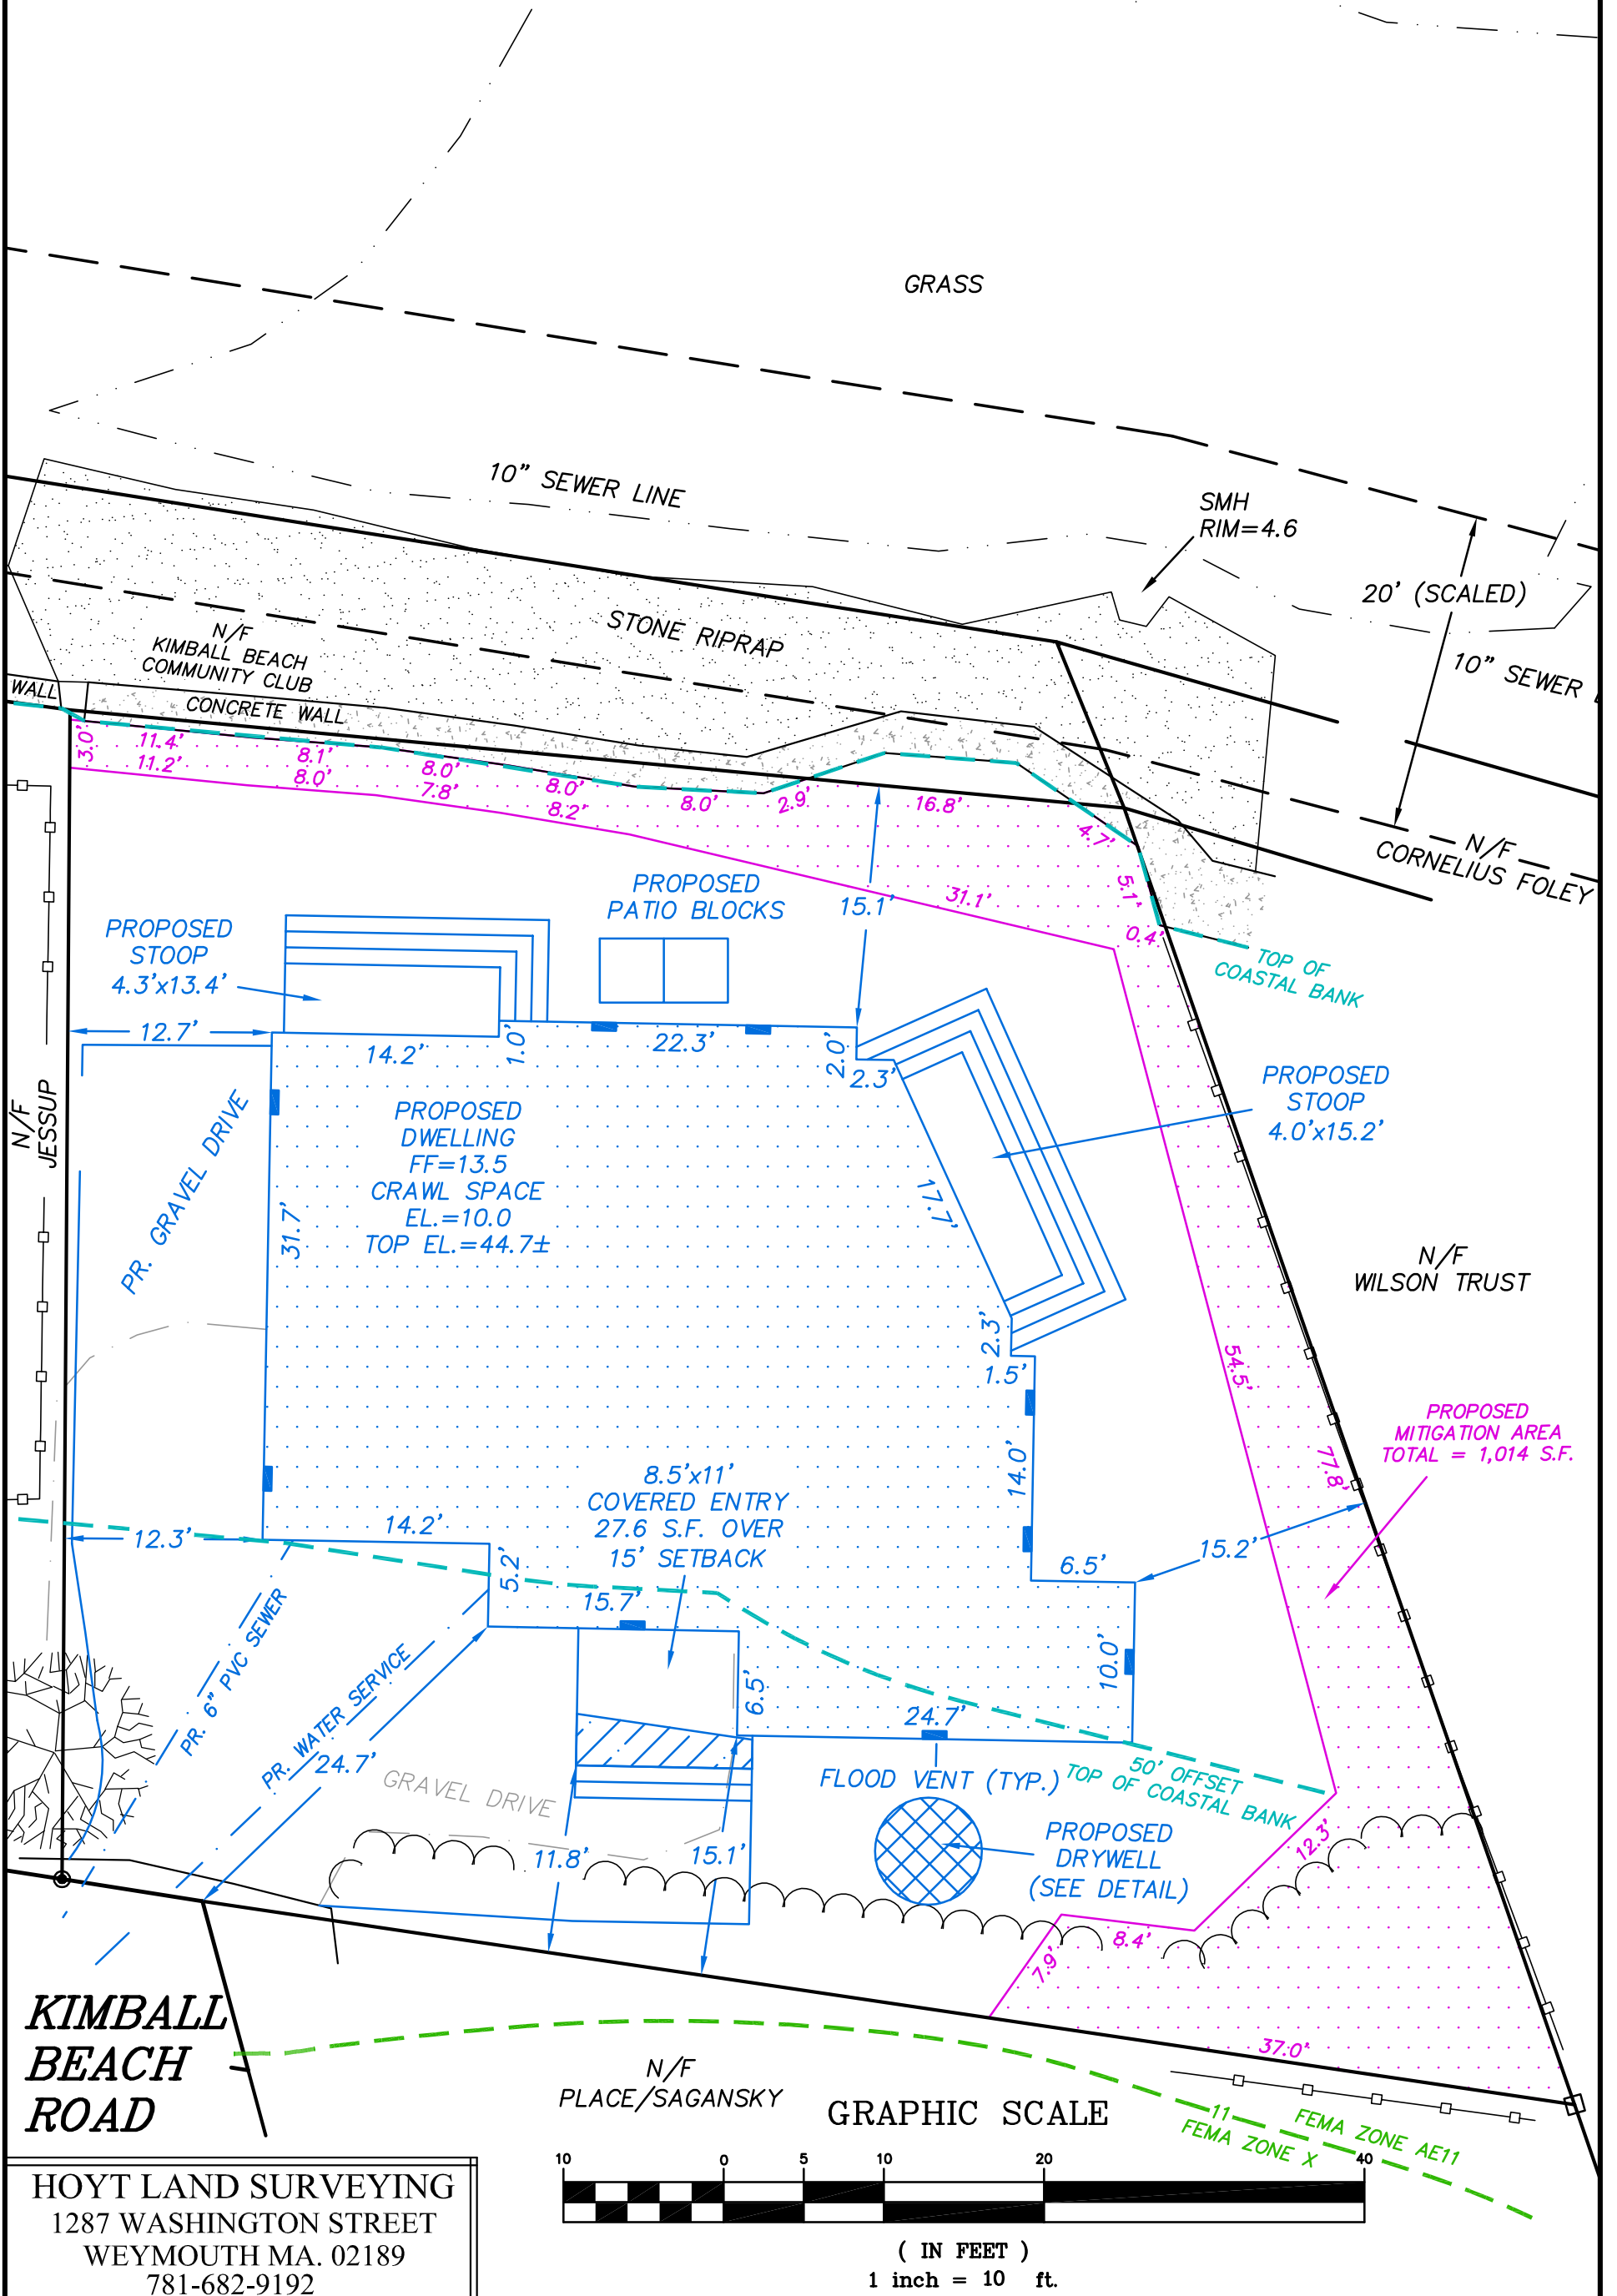 GRASS
10" SEWER LINE
SMH
RIM=4.6
20' (SCALED)
10" SEWER
STONE RIPRAP
N/F
KIMBALL BEACH
COMMUNITY CLUB
WALL
CONCRETE WALL
N/F
CORNELIUS FOLEY
3.0'
11.4'
11.2'
8.1'
8.0'
8.0'
7.8'
8.0'
8.2'
8.0'
2.9'
16.8'
4.7'
5.1'
0.4'
31.1'
15.1'
TOP OF
COASTAL BANK
PROPOSED
PATIO BLOCKS
PROPOSED
STOOP
4.3'x13.4'
12.7'
14.2'
1.0'
22.3'
2.0'
2.3'
PROPOSED
STOOP
4.0'x15.2'
N/F
JESSUP
PR. GRAVEL DRIVE
PROPOSED
DWELLING
FF=13.5
CRAWL SPACE
EL.=10.0
TOP EL.=44.7±
31.7'
17.7'
2.3'
1.5'
N/F
WILSON TRUST
54.5'
77.8'
PROPOSED
MITIGATION AREA
TOTAL = 1,014 S.F.
14.0'
8.5'x11'
COVERED ENTRY
27.6 S.F. OVER
15' SETBACK
12.3'
14.2'
5.2'
15.7'
6.5'
15.2'
10.0'
6.5'
24.7'
PR. 6" PVC SEWER
PR. WATER SERVICE
24.7'
GRAVEL DRIVE
FLOOD VENT (TYP.)
50' OFFSET
TOP OF COASTAL BANK
PROPOSED
DRYWELL
(SEE DETAIL)
11.8'
15.1'
12.3'
8.4'
7.9'
37.0'
KIMBALL
BEACH
ROAD
N/F
PLACE/SAGANSKY
GRAPHIC SCALE
11
FEMA ZONE X
FEMA ZONE AE11
10 0 5 10 20 40
( IN FEET )
1 inch = 10 ft.
HOYT LAND SURVEYING
1287 WASHINGTON STREET
WEYMOUTH MA. 02189
781-682-9192